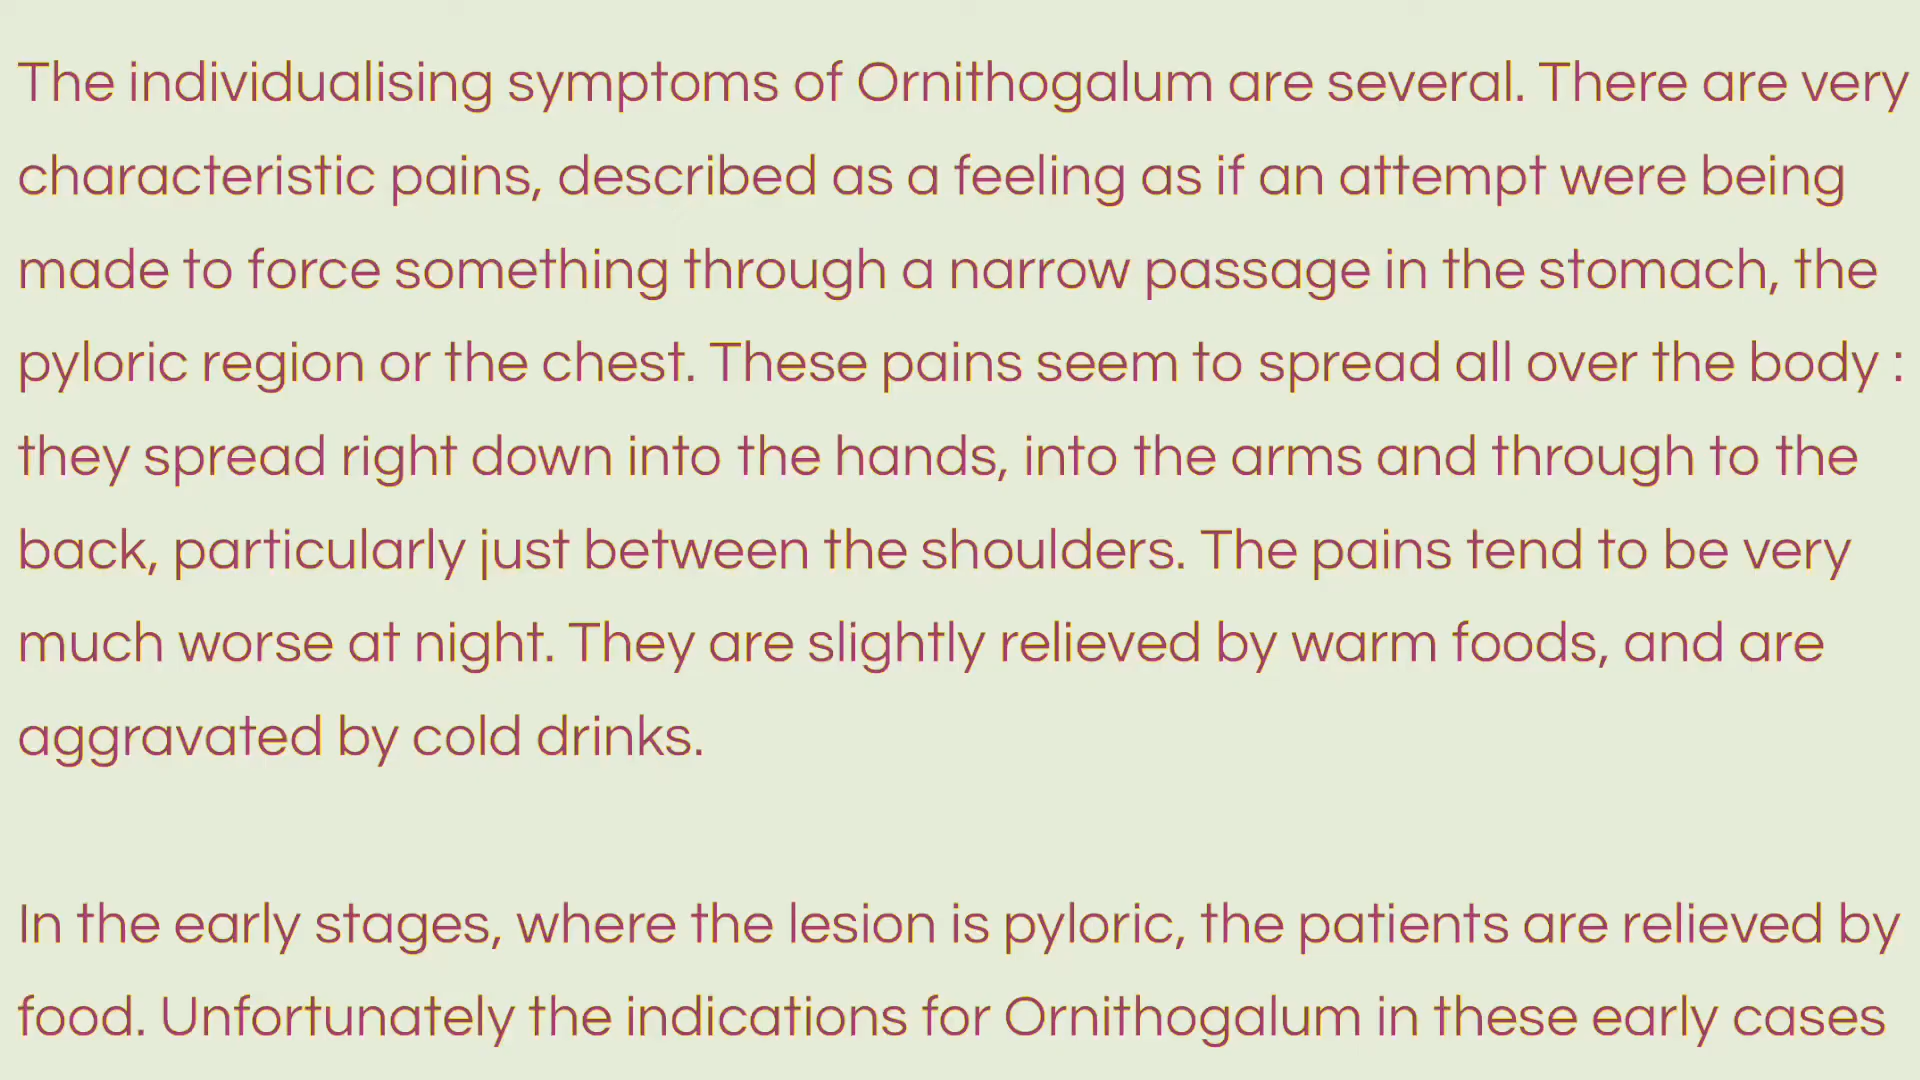 The individualising symptoms of Ornithogalum are several. There are very
characteristic pains, described as a feeling as if an attempt were being
made to force something through a narrow passage in the stomach, the
pyloric region or the chest. These pains seem to spread all over the body :
they spread right down into the hands, into the arms and through to the
back, particularly just between the shoulders. The pains tend to be very
much worse at night. They are slightly relieved by warm foods, and are
aggravated by cold drinks.
In the early stages, where the lesion is pyloric, the patients are relieved by
food. Unfortunately the indications for Ornithogalum in these early cases